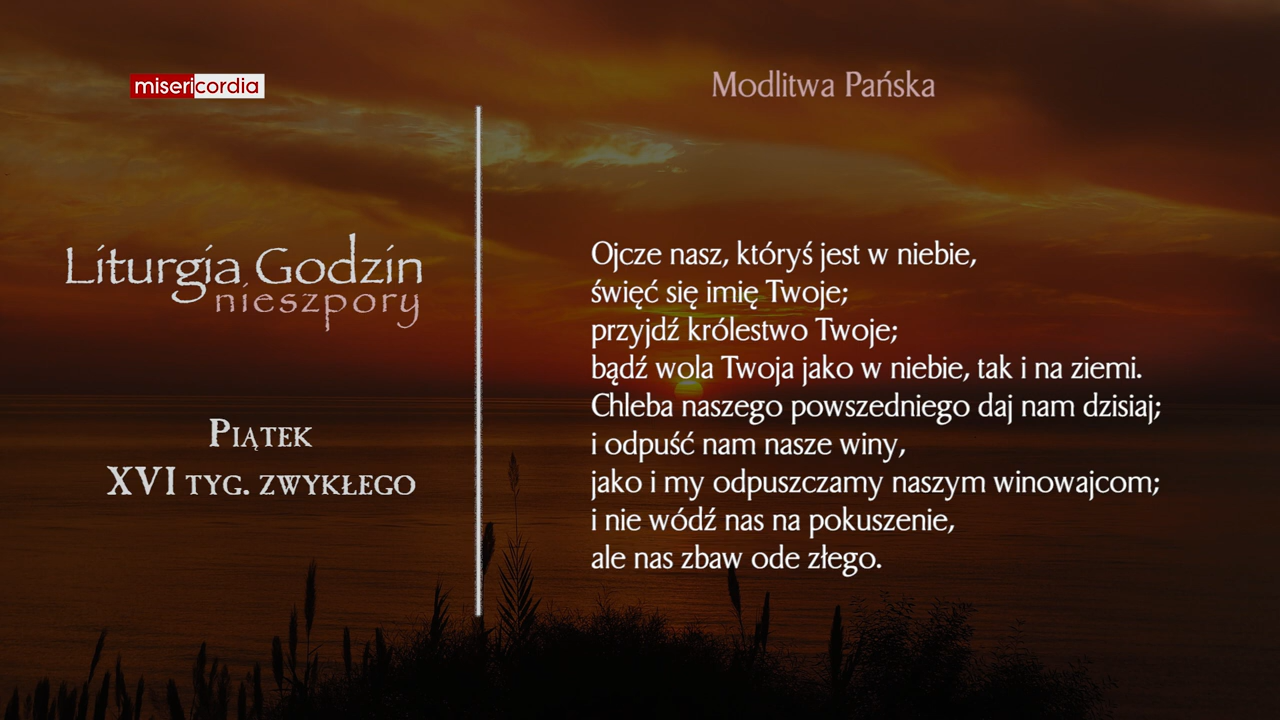 misericordia
Liturgia Godzin
nieszpory
Piątek
XVI tyg. zwykłego
Modlitwa Pańska
Ojcze nasz, któryś jest w niebie,
święć się imię Twoje;
przyjdź królestwo Twoje;
bądź wola Twoja jako w niebie, tak i na ziemi.
Chleba naszego powszedniego daj nam dzisiaj;
i odpuść nam nasze winy,
jako i my odpuszczamy naszym winowajcom;
i nie wódź nas na pokuszenie,
ale nas zbaw ode złego.